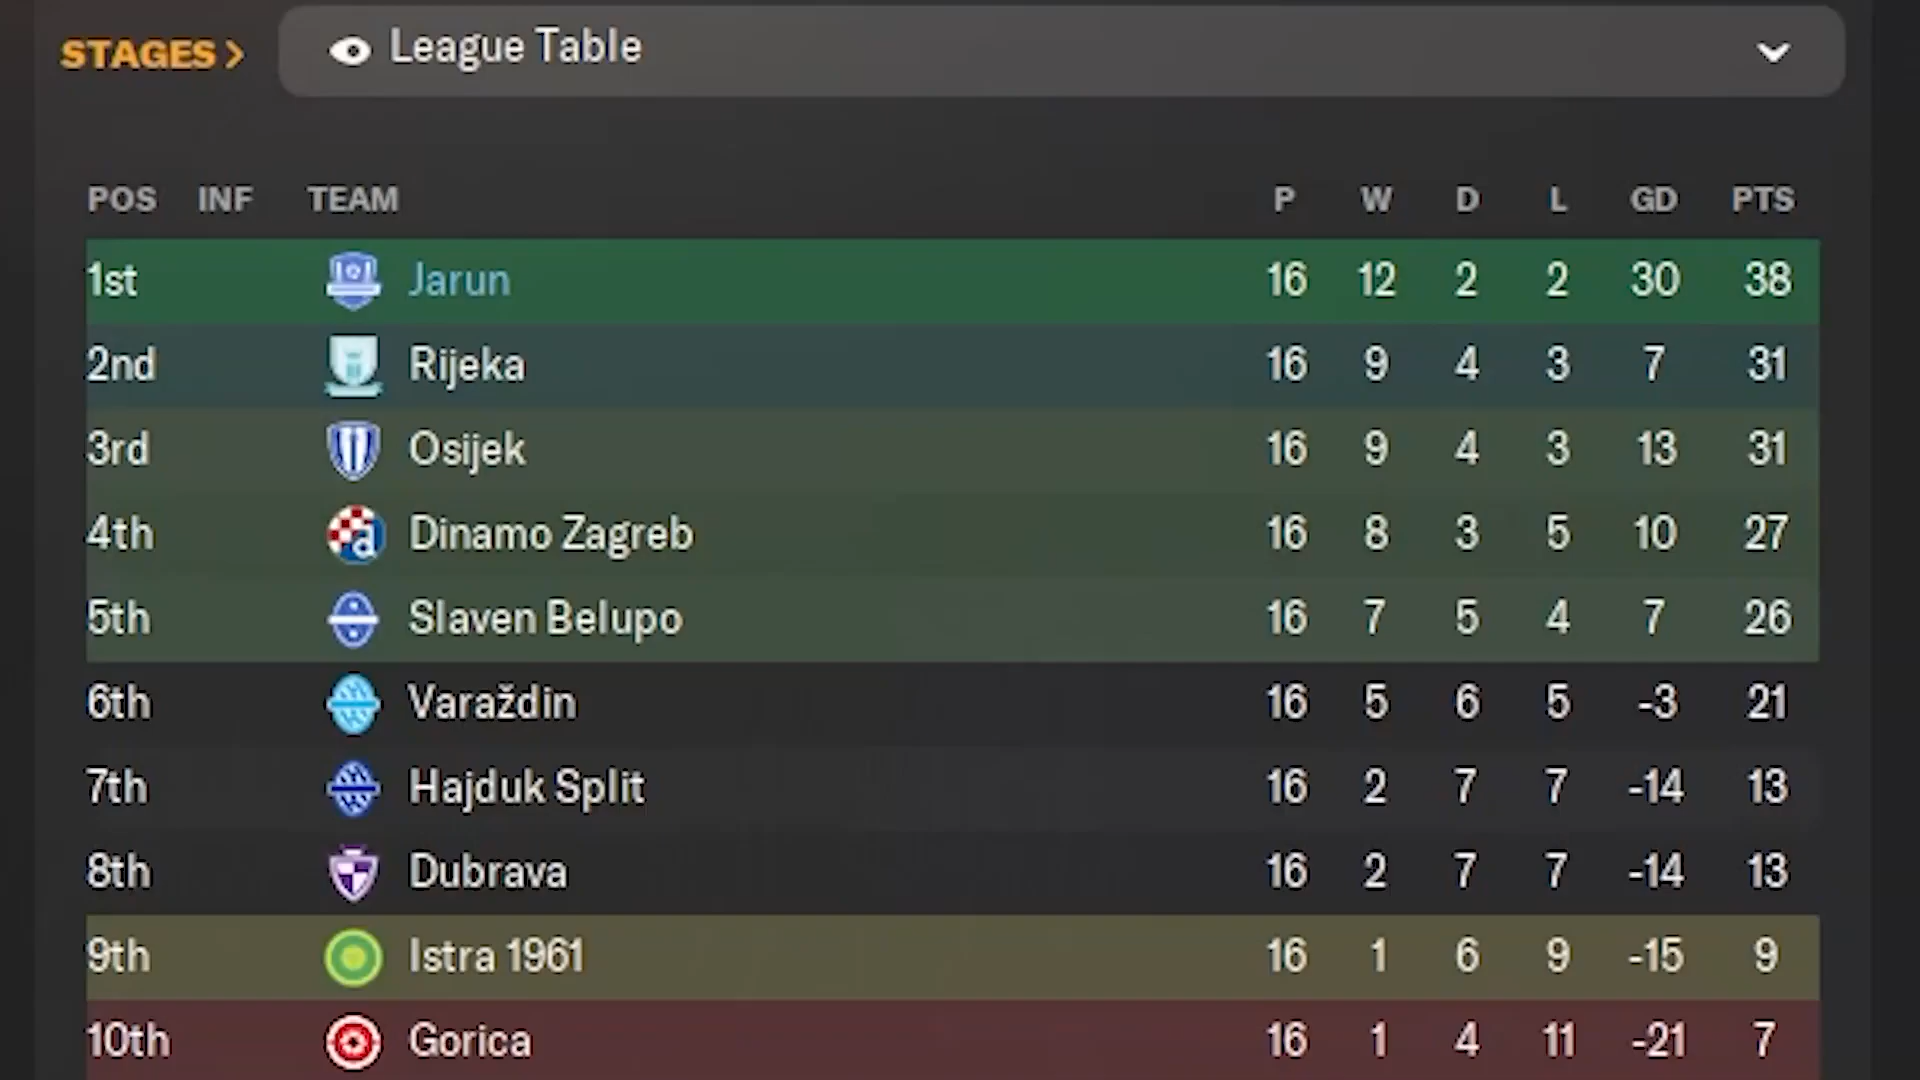 STAGES > League Table
POS INF TEAM P W D L GD PTS
1st Jarun 16 12 2 2 30 38
2nd Rijeka 16 9 4 3 7 31
3rd Osijek 16 9 4 3 13 31
4th Dinamo Zagreb 16 8 3 5 10 27
5th Slaven Belupo 16 7 5 4 7 26
6th Varaždin 16 5 6 5 -3 21
7th Hajduk Split 16 2 7 7 -14 13
8th Dubrava 16 2 7 7 -14 13
9th Istra 1961 16 1 6 9 -15 9
10th Gorica 16 1 4 11 -21 7